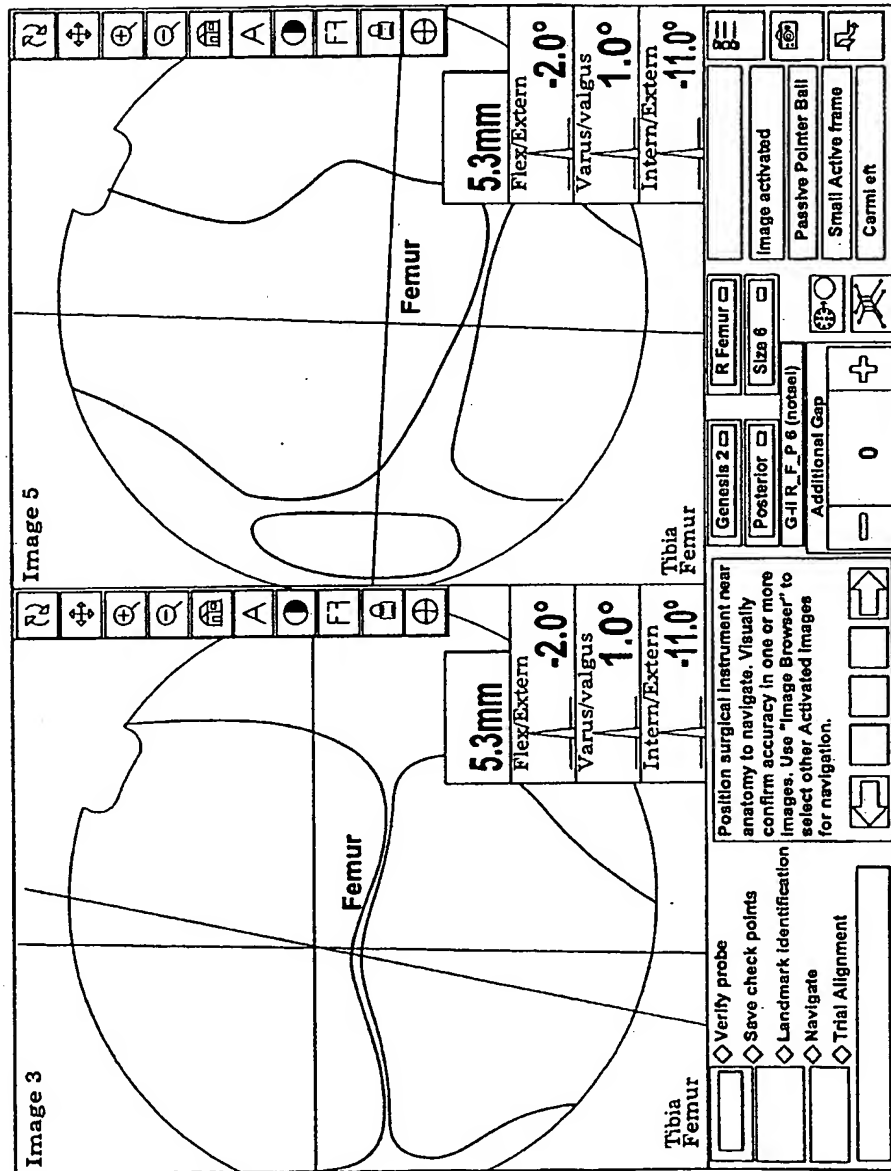 Image 3
A
Femur
5.3mm
Flex/Extern
-2.0°
Varus/valgus
1.0°
Intern/Extern
-11.0°
Tibia
Femur
Image 5
A
Femur
5.3mm
Flex/Extern
-2.0°
Varus/valgus
1.0°
Intern/Extern
-11.0°
Tibia
Femur
Verify probe
Save check points
Landmark identification
Navigate
Trial Alignment
Position surgical instrument near
anatomy to navigate. Visually
confirm accuracy in one or more
images. Use "Image Browser" to
select other Activated images
for navigation.
Genesis 2
R Femur
Posterior
Size 6
G-II R_F_P 6 (notsel)
Additional Gap
0
Image activated
Passive Pointer Ball
Small Active frame
Carml eft